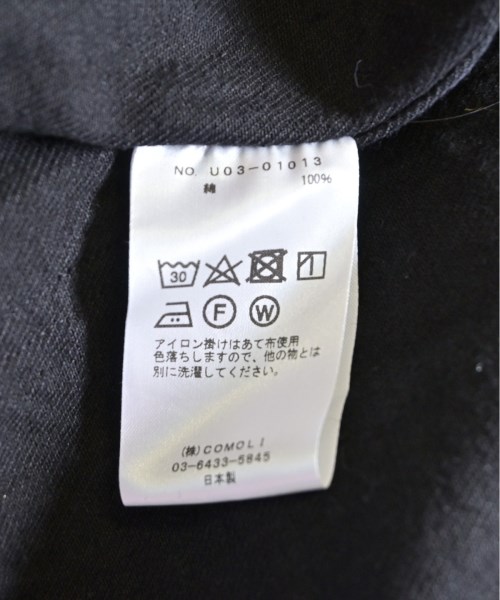 NO. U03-01013
綿 100%
30
F W
アイロン掛けはあて布使用
色落ちしますので、他の物とは
別に洗濯してください。
(株)COMOLI
03-6433-5845
日本製